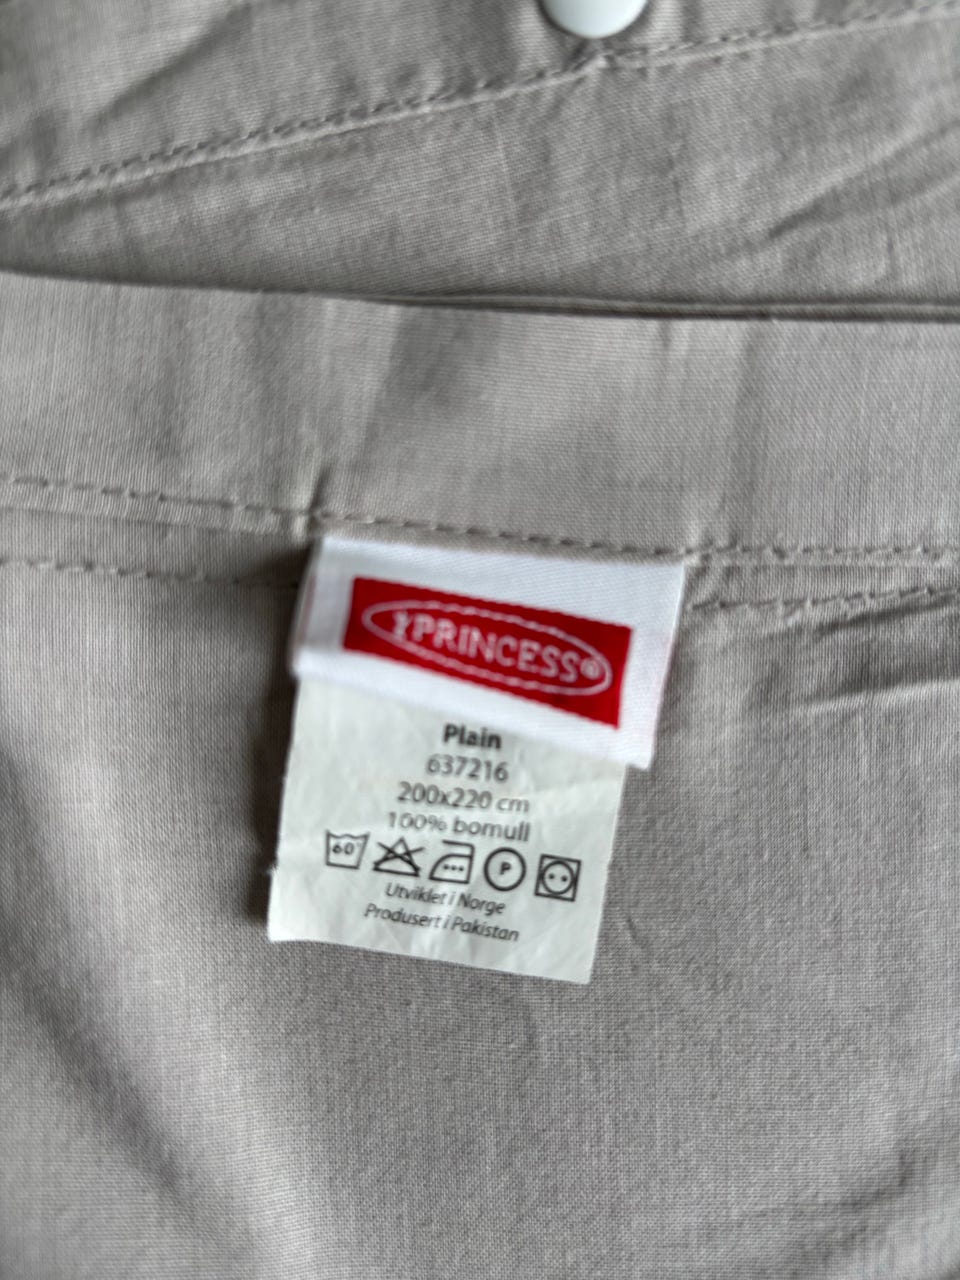 PRINCESS®
Plain
637216
200x220 cm
100% bomull
60° P
Utviklet i Norge
Produsert i Pakistan